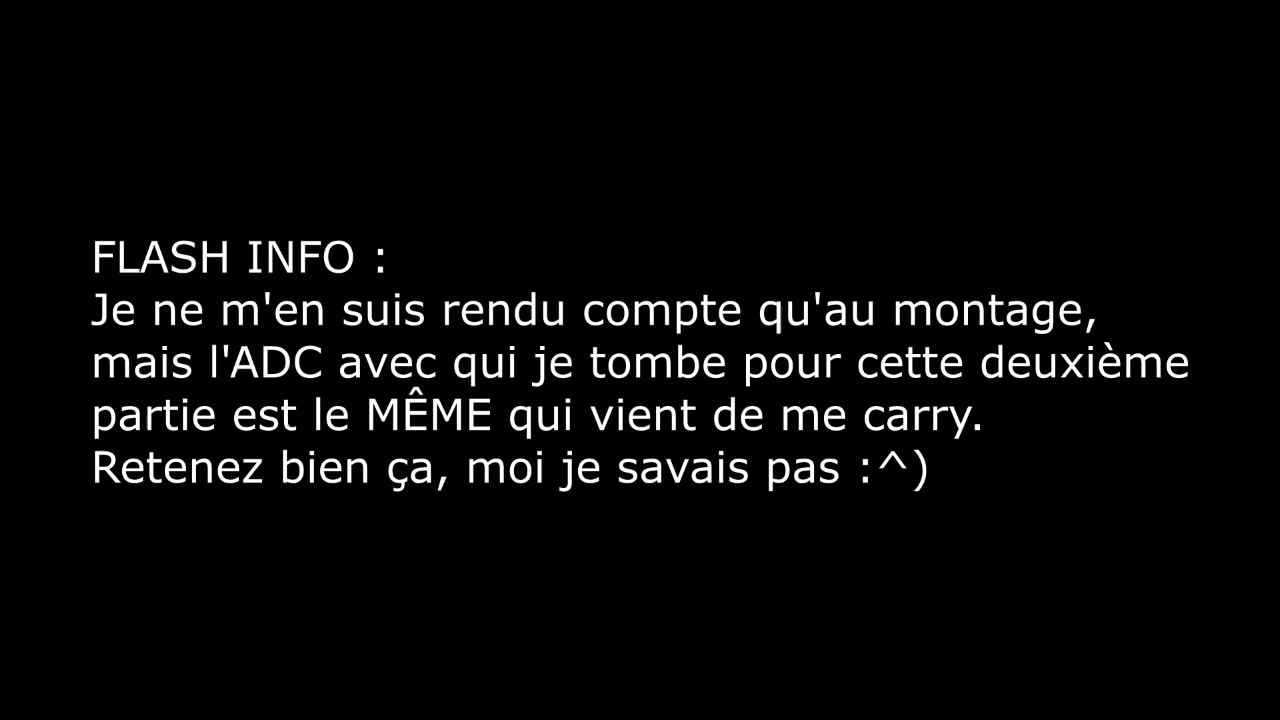 FLASH INFO :
Je ne m'en suis rendu compte qu'au montage,
mais l'ADC avec qui je tombe pour cette deuxième
partie est le MÊME qui vient de me carry.
Retenez bien ça, moi je savais pas :^)